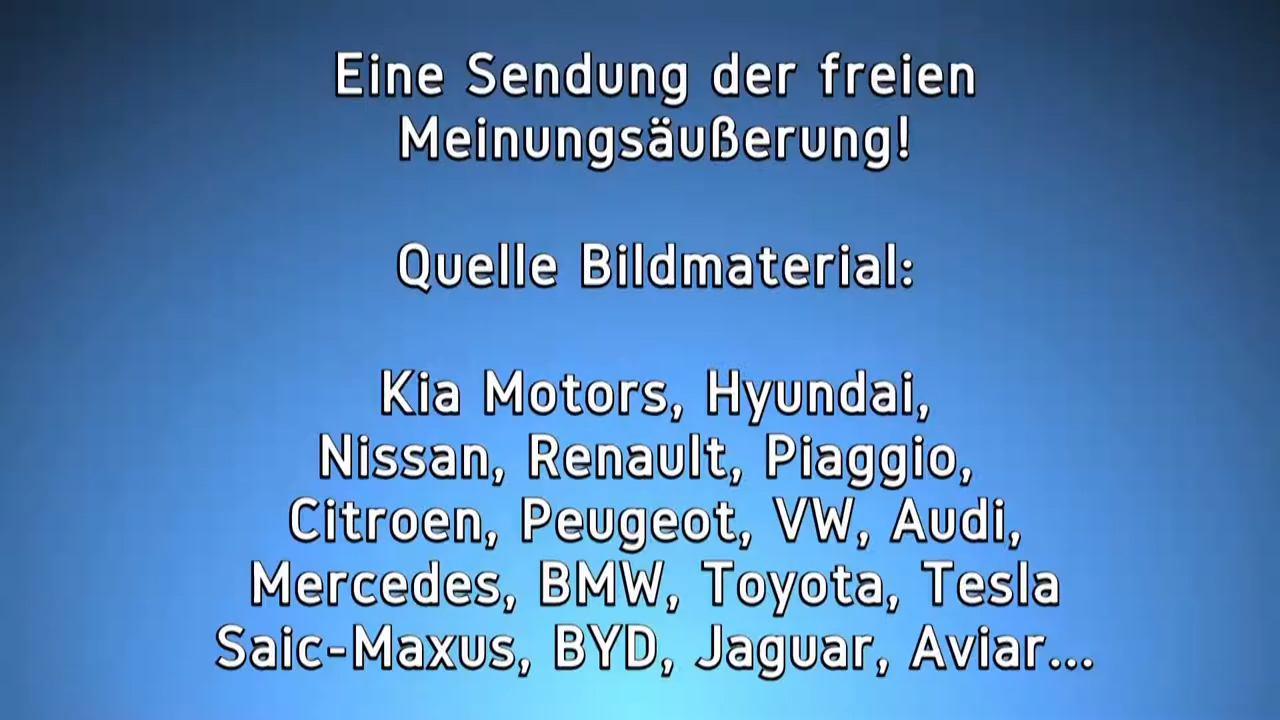 Eine Sendung der freien
Meinungsäußerung!
Quelle Bildmaterial:
Kia Motors, Hyundai,
Nissan, Renault, Piaggio,
Citroen, Peugeot, VW, Audi,
Mercedes, BMW, Toyota, Tesla
Saic-Maxus, BYD, Jaguar, Aviar...